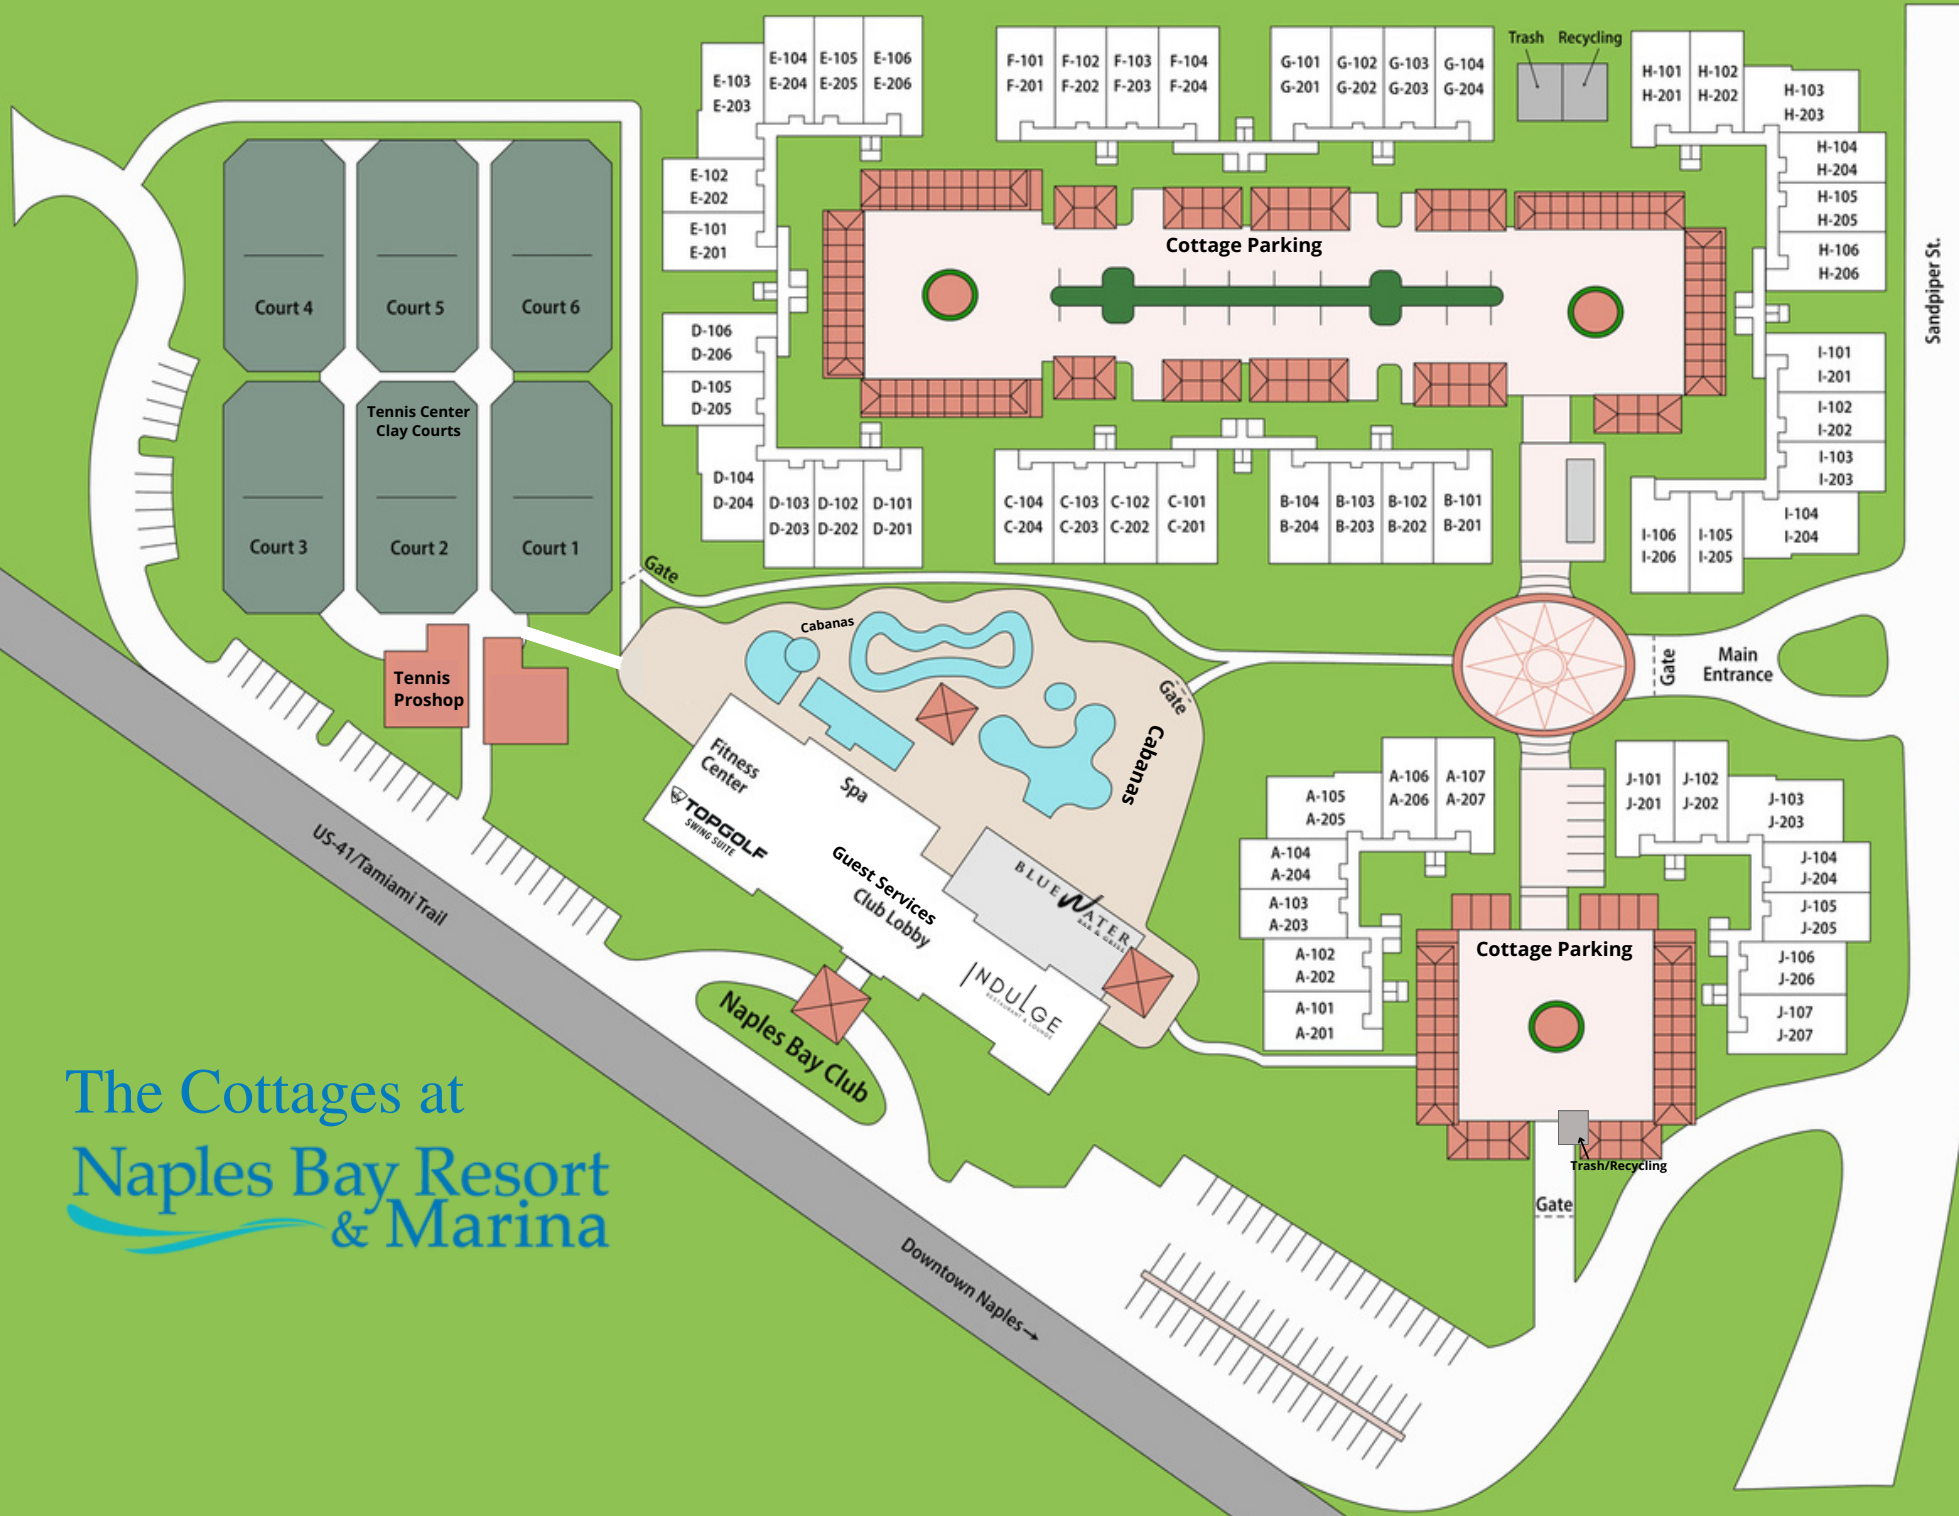 E-104
E-204
E-105
E-205
E-106
E-206
E-103
E-203
E-102
E-202
E-101
E-201
F-101
F-201
F-102
F-202
F-103
F-203
F-104
F-204
G-101
G-201
G-102
G-202
G-103
G-203
G-104
G-204
Trash
Recycling
H-101
H-201
H-102
H-202
H-103
H-203
H-104
H-204
H-105
H-205
H-106
H-206
Sandpiper St.
Cottage Parking
Court 4
Court 5
Court 6
Tennis Center
Clay Courts
Court 3
Court 2
Court 1
D-106
D-206
D-105
D-205
D-104
D-204
D-103
D-203
D-102
D-202
D-101
D-201
C-104
C-204
C-103
C-203
C-102
C-202
C-101
C-201
B-104
B-204
B-103
B-203
B-102
B-202
B-101
B-201
I-101
I-201
I-102
I-202
I-103
I-203
I-104
I-204
I-105
I-205
I-106
I-206
Gate
Cabanas
Gate
Cabanas
Gate
Main
Entrance
Tennis
Proshop
Fitness
Center
Spa
TOPGOLF
SWING SUITE
Guest Services
Club Lobby
BLUEWATER
BAR & GRILL
INDULGE
RESTAURANT & LOUNGE
Naples Bay Club
US-41/Tamiami Trail
Downtown Naples→
A-105
A-205
A-106
A-206
A-107
A-207
A-104
A-204
A-103
A-203
A-102
A-202
A-101
A-201
J-101
J-201
J-102
J-202
J-103
J-203
J-104
J-204
J-105
J-205
J-106
J-206
J-107
J-207
Cottage Parking
Trash/Recycling
Gate
The Cottages at
Naples Bay Resort
& Marina